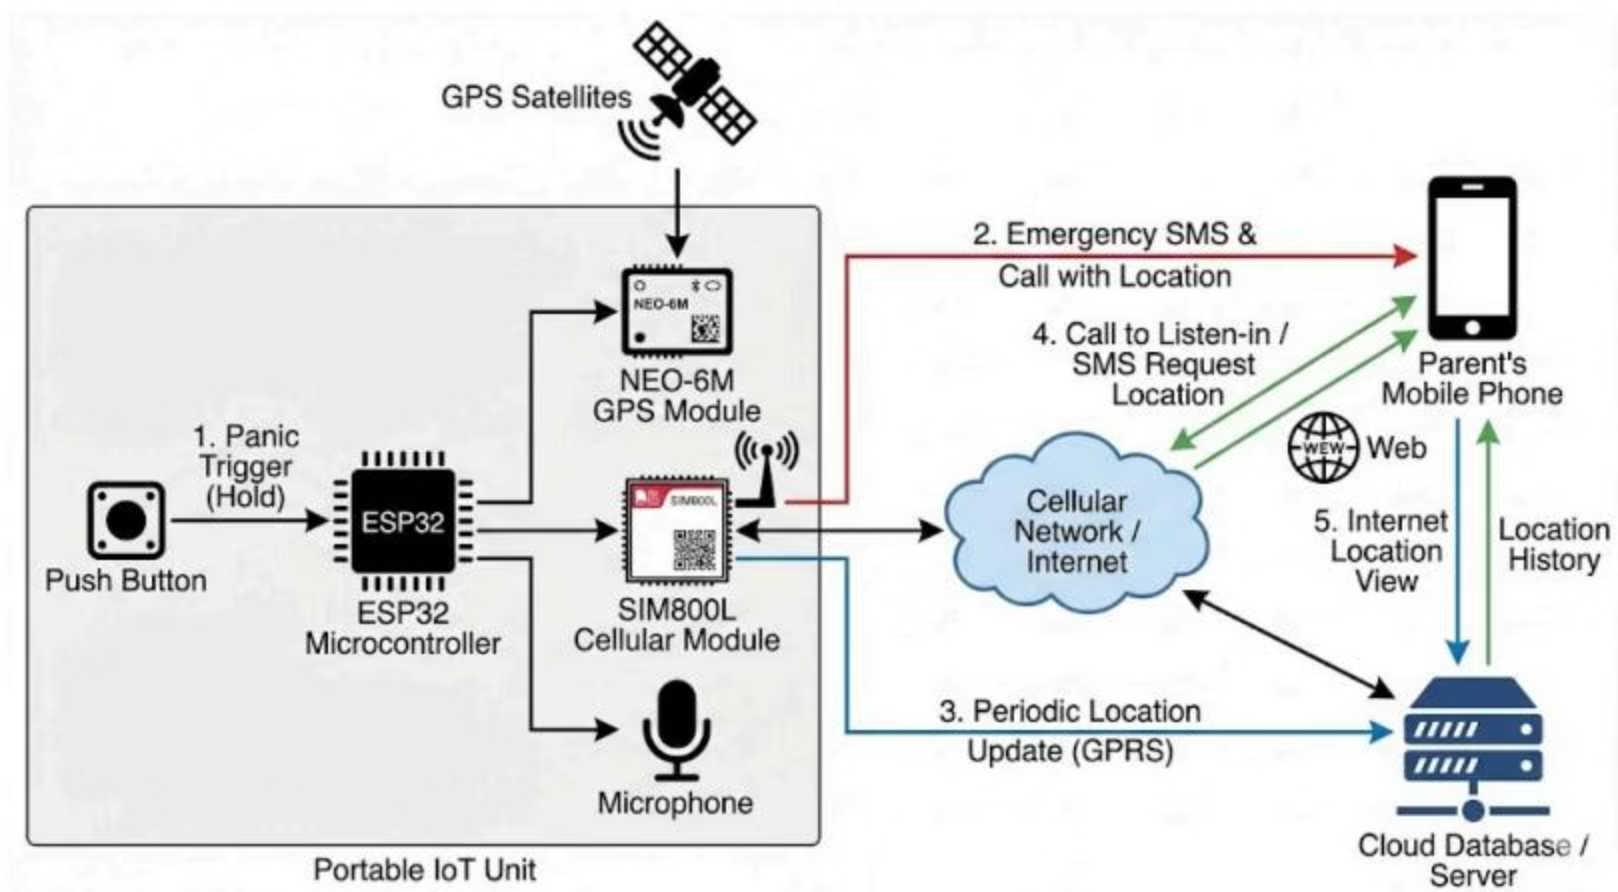 GPS Satellites
2. Emergency SMS &
Call with Location
NEO-6M
NEO-6M
GPS Module
4. Call to Listen-in /
SMS Request
Location
Parent's
Mobile Phone
1. Panic
Trigger
(Hold)
WEW
Web
ESP32
SIM800L
Cellular
Network /
Internet
5. Internet
Location
View
Location
History
Push Button
ESP32
Microcontroller
SIM800L
Cellular Module
3. Periodic Location
Update (GPRS)
Microphone
Cloud Database /
Server
Portable IoT Unit